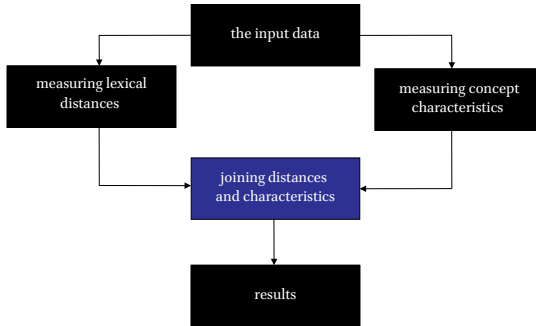 the input data
measuring lexical
distances
measuring concept
characteristics
joining distances
and characteristics
results